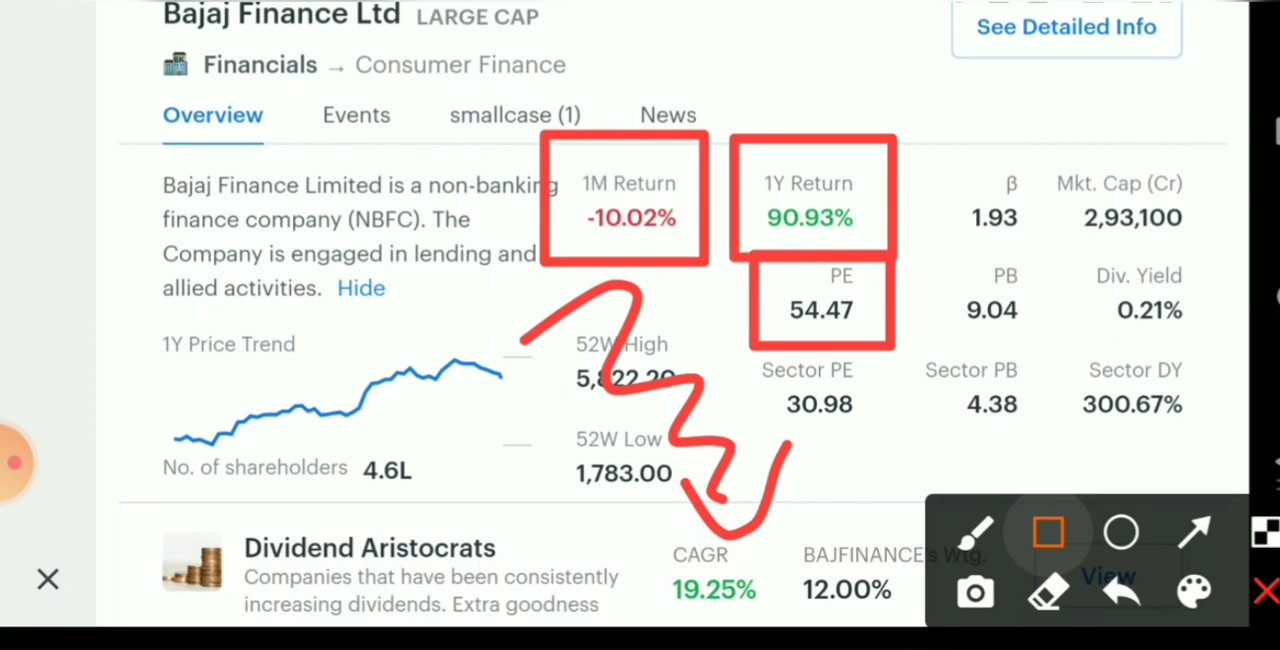 Bajaj Finance Ltd LARGE CAP
See Detailed Info
Financials → Consumer Finance
Overview Events smallcase (1) News
Bajaj Finance Limited is a non-banking
finance company (NBFC). The
Company is engaged in lending and
allied activities. Hide
1M Return
-10.02%
1Y Return
90.93%
β
1.93
Mkt. Cap (Cr)
2,93,100
PE
54.47
PB
9.04
Div. Yield
0.21%
1Y Price Trend
52W High
5,822.20
Sector PE
30.98
Sector PB
4.38
Sector DY
300.67%
52W Low
1,783.00
No. of shareholders 4.6L
Dividend Aristocrats
Companies that have been consistently
increasing dividends. Extra goodness
CAGR
19.25%
BAJFINANCE's Wtg.
12.00%
View